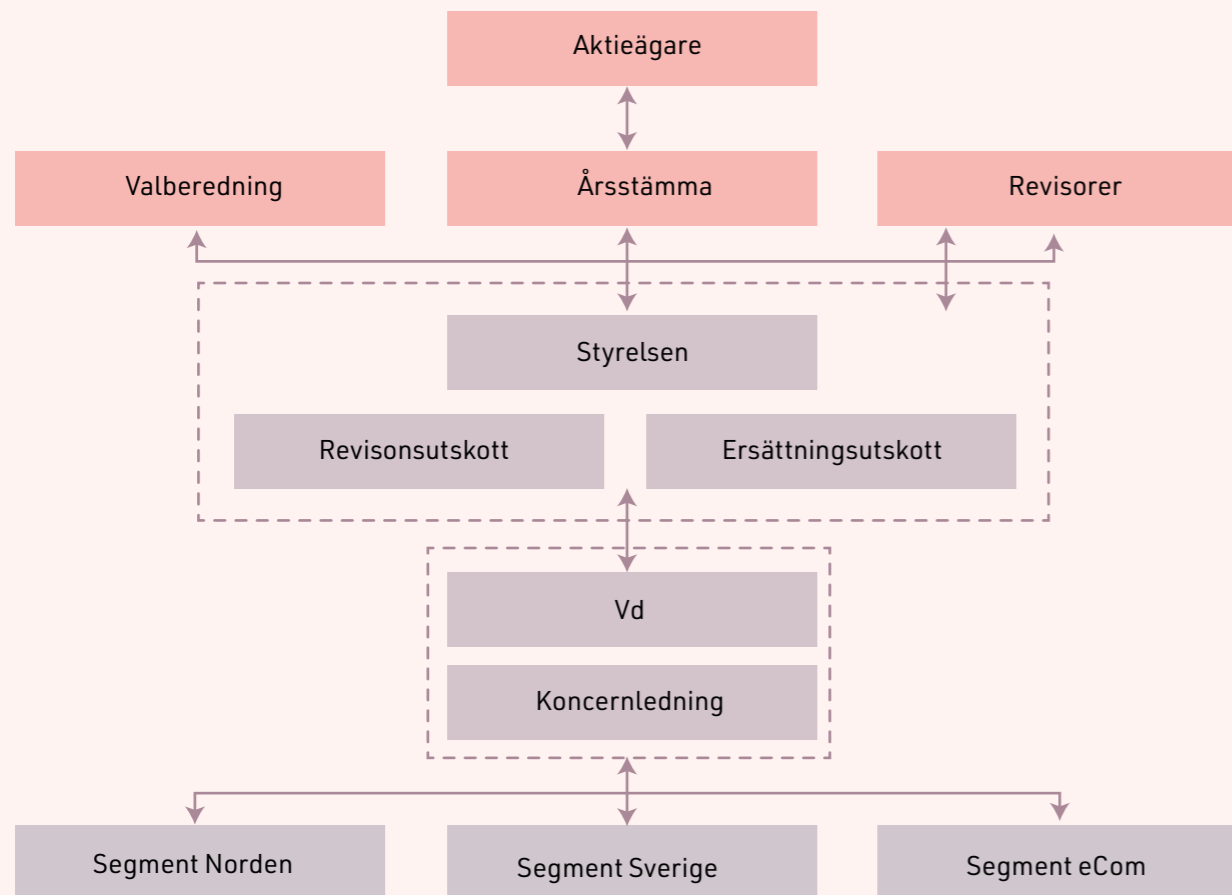 Aktieägare
Valberedning
Årsstämma
Revisorer
Styrelsen
Revisonsutskott
Ersättningsutskott
Vd
Koncernledning
Segment Norden
Segment Sverige
Segment eCom